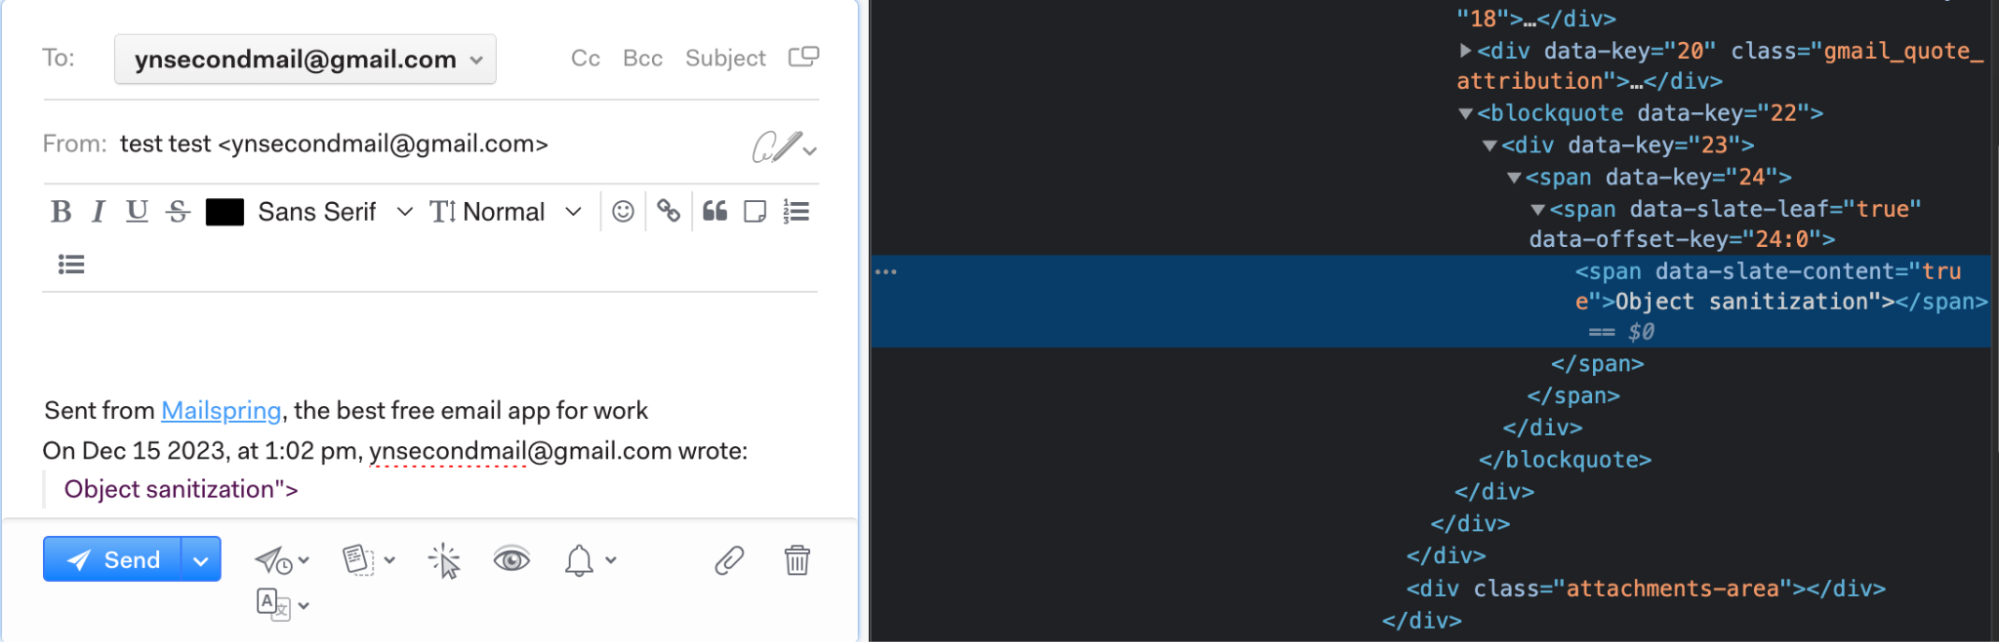 To: ynsecondmail@gmail.com Cc Bcc Subject
From: test test <ynsecondmail@gmail.com>
B I U S Sans Serif T Normal
Sent from Mailspring, the best free email app for work
On Dec 15 2023, at 1:02 pm, ynsecondmail@gmail.com wrote:
Object sanitization">
Send
A 文
"18">…</div>
▶<div data-key="20" class="gmail_quote_
attribution">…</div>
▼<blockquote data-key="22">
▼<div data-key="23">
▼<span data-key="24">
▼<span data-slate-leaf="true"
data-offset-key="24:0">
<span data-slate-content="tru
e">Object sanitization"></span>
== $0
</span>
</span>
</div>
</blockquote>
</div>
</div>
</div>
<div class="attachments-area"></div>
</div>